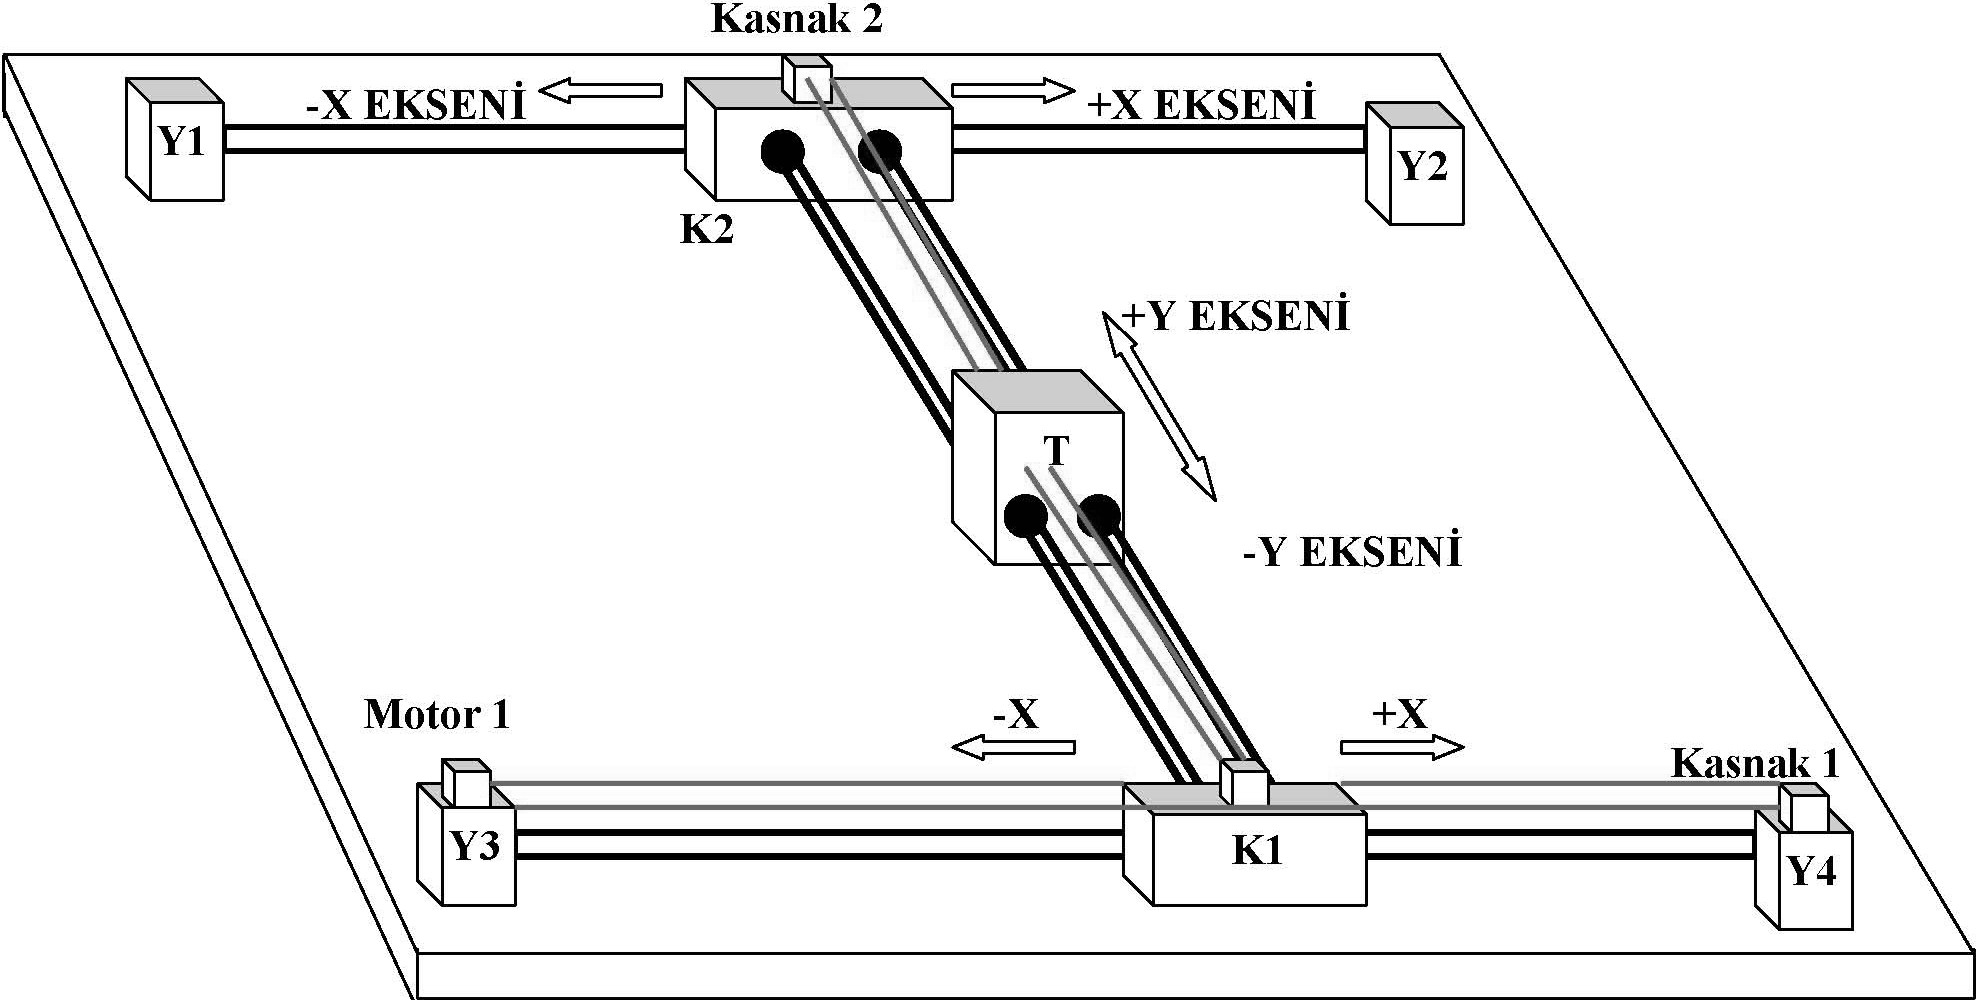 Kasnak 2
-X EKSENİ
+X EKSENİ
Y1
Y2
K2
+Y EKSENİ
T
-Y EKSENİ
Motor 1
-X
+X
Kasnak 1
Y3
K1
Y4